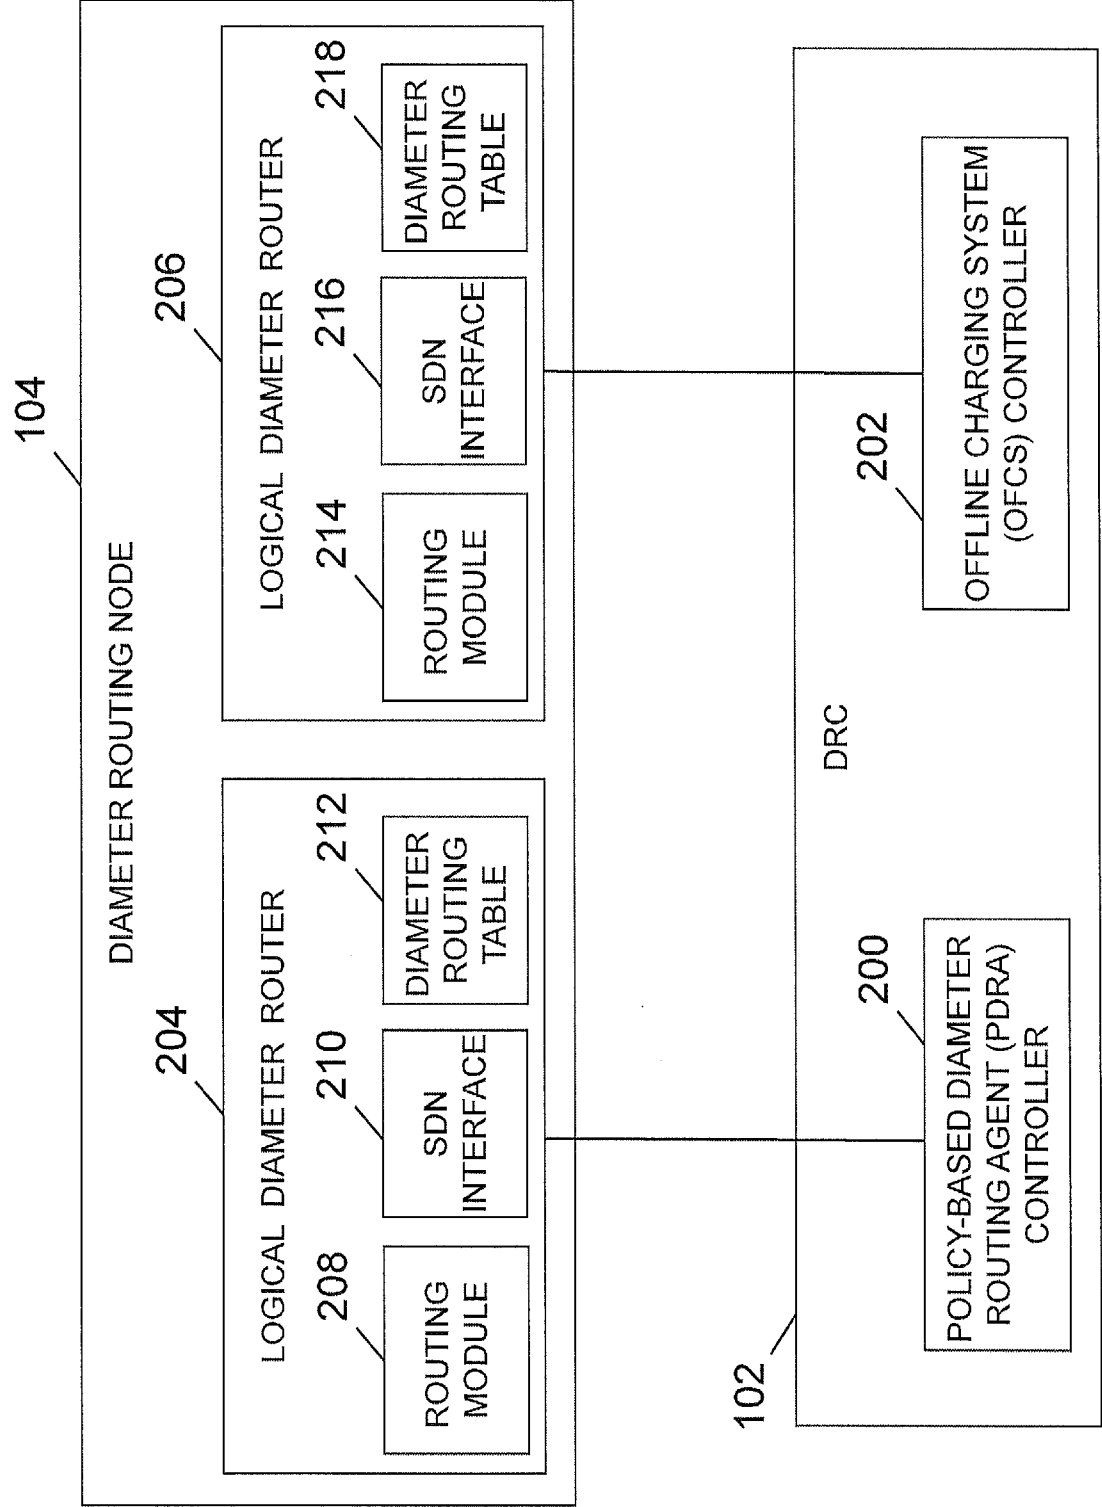 104
DIAMETER ROUTING NODE
204
LOGICAL DIAMETER ROUTER
208
ROUTING
MODULE
210
SDN
INTERFACE
212
DIAMETER
ROUTING
TABLE
206
LOGICAL DIAMETER ROUTER
214
ROUTING
MODULE
216
SDN
INTERFACE
218
DIAMETER
ROUTING
TABLE
102
DRC
200
POLICY-BASED DIAMETER
ROUTING AGENT (PDRA)
CONTROLLER
202
OFFLINE CHARGING SYSTEM
(OFCS) CONTROLLER